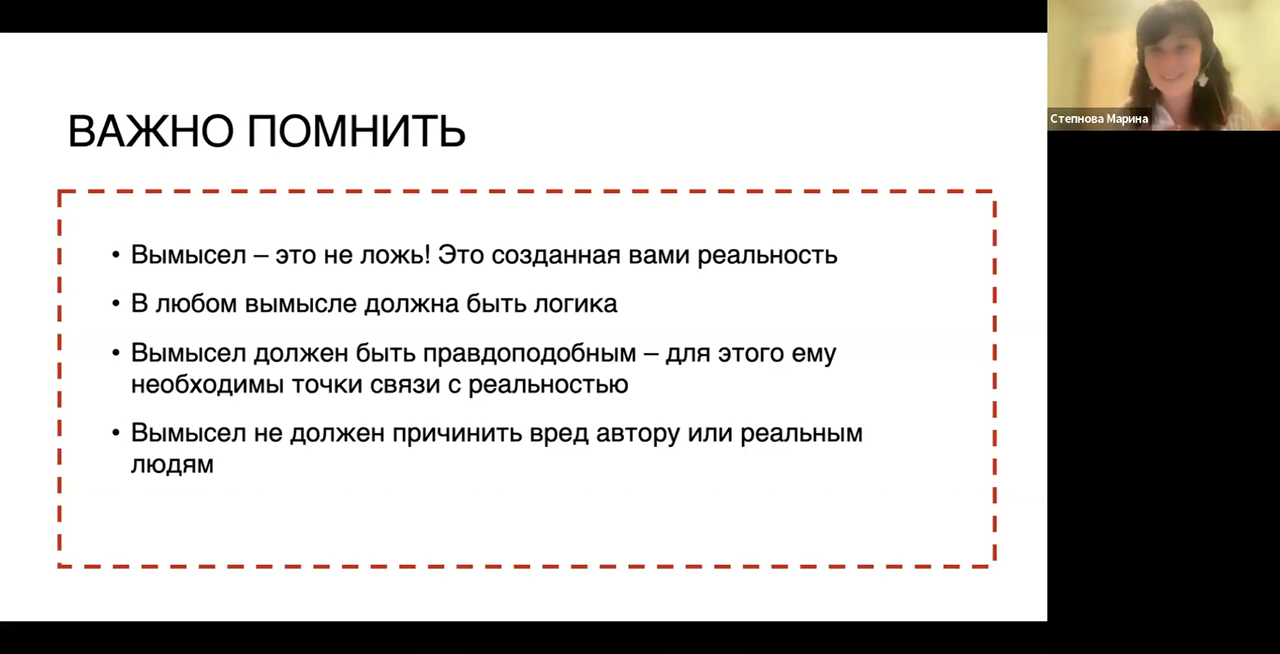 ВАЖНО ПОМНИТЬ
• Вымысел – это не ложь! Это созданная вами реальность
• В любом вымысле должна быть логика
• Вымысел должен быть правдоподобным – для этого ему
необходимы точки связи с реальностью
• Вымысел не должен причинить вред автору или реальным
людям
Степнова Марина